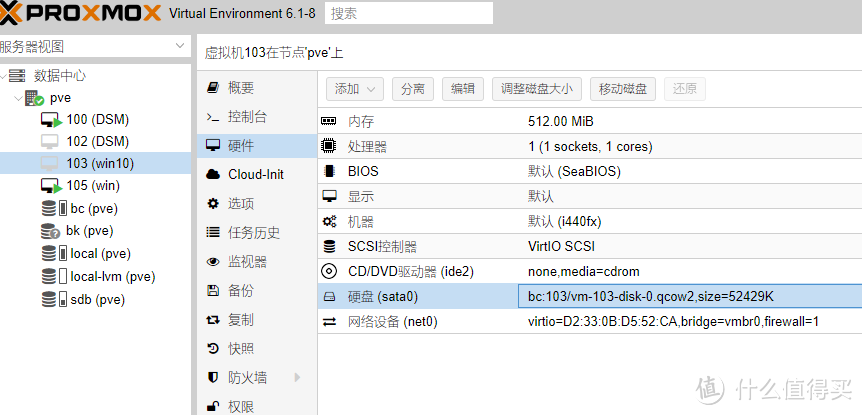 PROXMOX Virtual Environment 6.1-8 搜索
服务器视图
数据中心
pve
100 (DSM)
102 (DSM)
103 (win10)
105 (win)
bc (pve)
bk (pve)
local (pve)
local-lvm (pve)
sdb (pve)
虚拟机103在节点'pve'上
概要
控制台
硬件
Cloud-Init
选项
任务历史
监视器
备份
复制
快照
防火墙
权限
添加 分离 编辑 调整磁盘大小 移动磁盘 还原
内存 512.00 MiB
处理器 1 (1 sockets, 1 cores)
BIOS 默认 (SeaBIOS)
显示 默认
机器 默认 (i440fx)
SCSI控制器 VirtIO SCSI
CD/DVD驱动器 (ide2) none,media=cdrom
硬盘 (sata0) bc:103/vm-103-disk-0.qcow2,size=52429K
网络设备 (net0) virtio=D2:33:0B:D5:52:CA,bridge=vmbr0,firewall=1
值 什么值得买